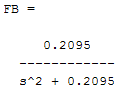 FB =
0.2095
------------
s^2 + 0.2095